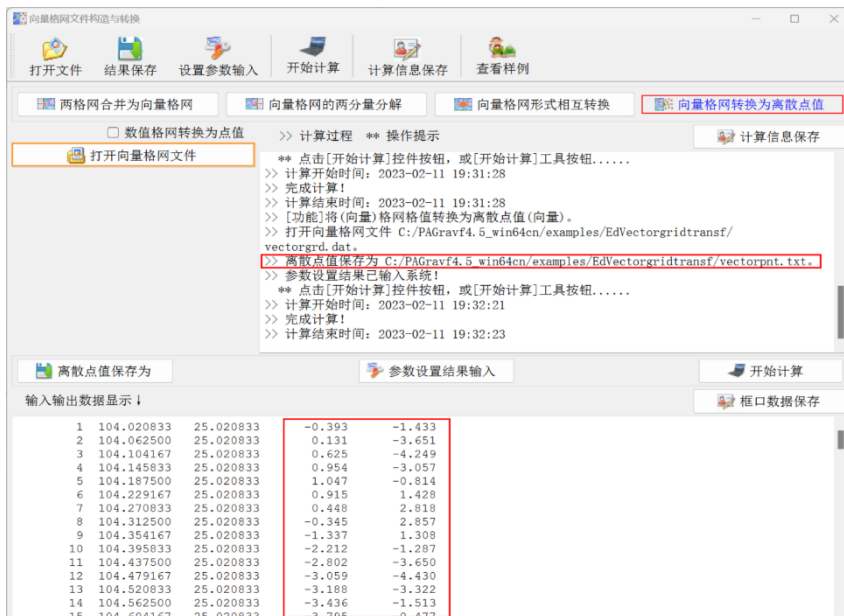 向量格网文件构造与转换
打开文件 结果保存 设置参数输入 开始计算 计算信息保存 查看样例
两格网合并为向量格网 向量格网的两分量分解 向量格网形式相互转换 向量格网转换为离散点值
数值格网转换为点值 >> 计算过程 ** 操作提示 计算信息保存
打开向量格网文件
** 点击[开始计算]控件按钮，或[开始计算]工具按钮......
>> 计算开始时间：2023-02-11 19:31:28
>> 完成计算！
>> 计算结束时间：2023-02-11 19:31:28
>> [功能]将(向量)格网格值转换为离散点值(向量)。
>> 打开向量格网文件 C:/PAGravf4.5_win64cn/examples/EdVectorgridtransf/
vectorgrd.dat。
>> 离散点值保存为 C:/PAGravf4.5_win64cn/examples/EdVectorgridtransf/vectorpnt.txt。
>> 参数设置结果已输入系统！
** 点击[开始计算]控件按钮，或[开始计算]工具按钮......
>> 计算开始时间：2023-02-11 19:32:21
>> 完成计算！
>> 计算结束时间：2023-02-11 19:32:23
离散点值保存为 参数设置结果输入 开始计算
输入输出数据显示↓ 框口数据保存
1 104.020833 25.020833 -0.393 -1.433
2 104.062500 25.020833 0.131 -3.651
3 104.104167 25.020833 0.625 -4.249
4 104.145833 25.020833 0.954 -3.057
5 104.187500 25.020833 1.047 -0.814
6 104.229167 25.020833 0.915 1.428
7 104.270833 25.020833 0.448 2.818
8 104.312500 25.020833 -0.345 2.857
9 104.354167 25.020833 -1.337 1.308
10 104.395833 25.020833 -2.212 -1.287
11 104.437500 25.020833 -2.802 -3.650
12 104.479167 25.020833 -3.059 -4.430
13 104.520833 25.020833 -3.188 -3.322
14 104.562500 25.020833 -3.436 -1.513
15 104.604167 25.020833 -3.795 -0.477